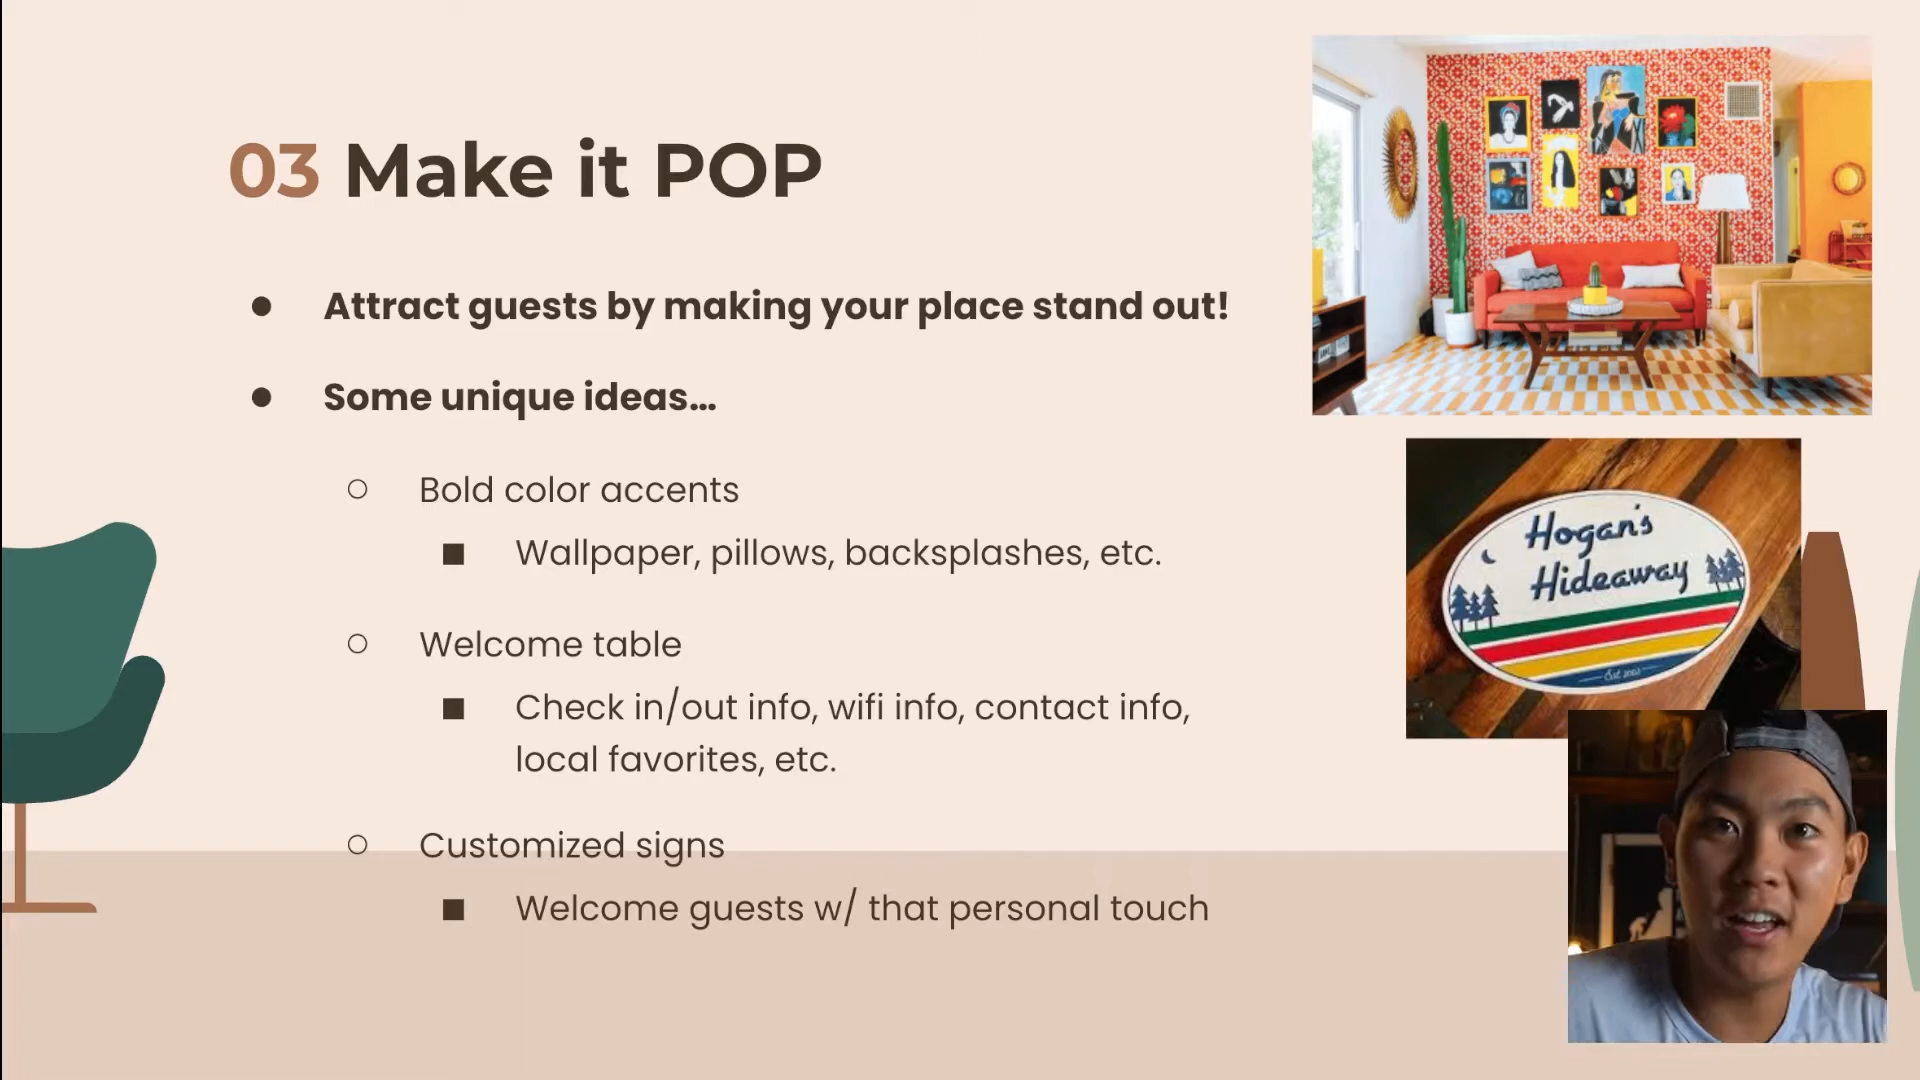 03 Make it POP
Attract guests by making your place stand out!
Some unique ideas…
Bold color accents
Wallpaper, pillows, backsplashes, etc.
Welcome table
Check in/out info, wifi info, contact info,
local favorites, etc.
Customized signs
Welcome guests w/ that personal touch
Hogan's
Hideaway